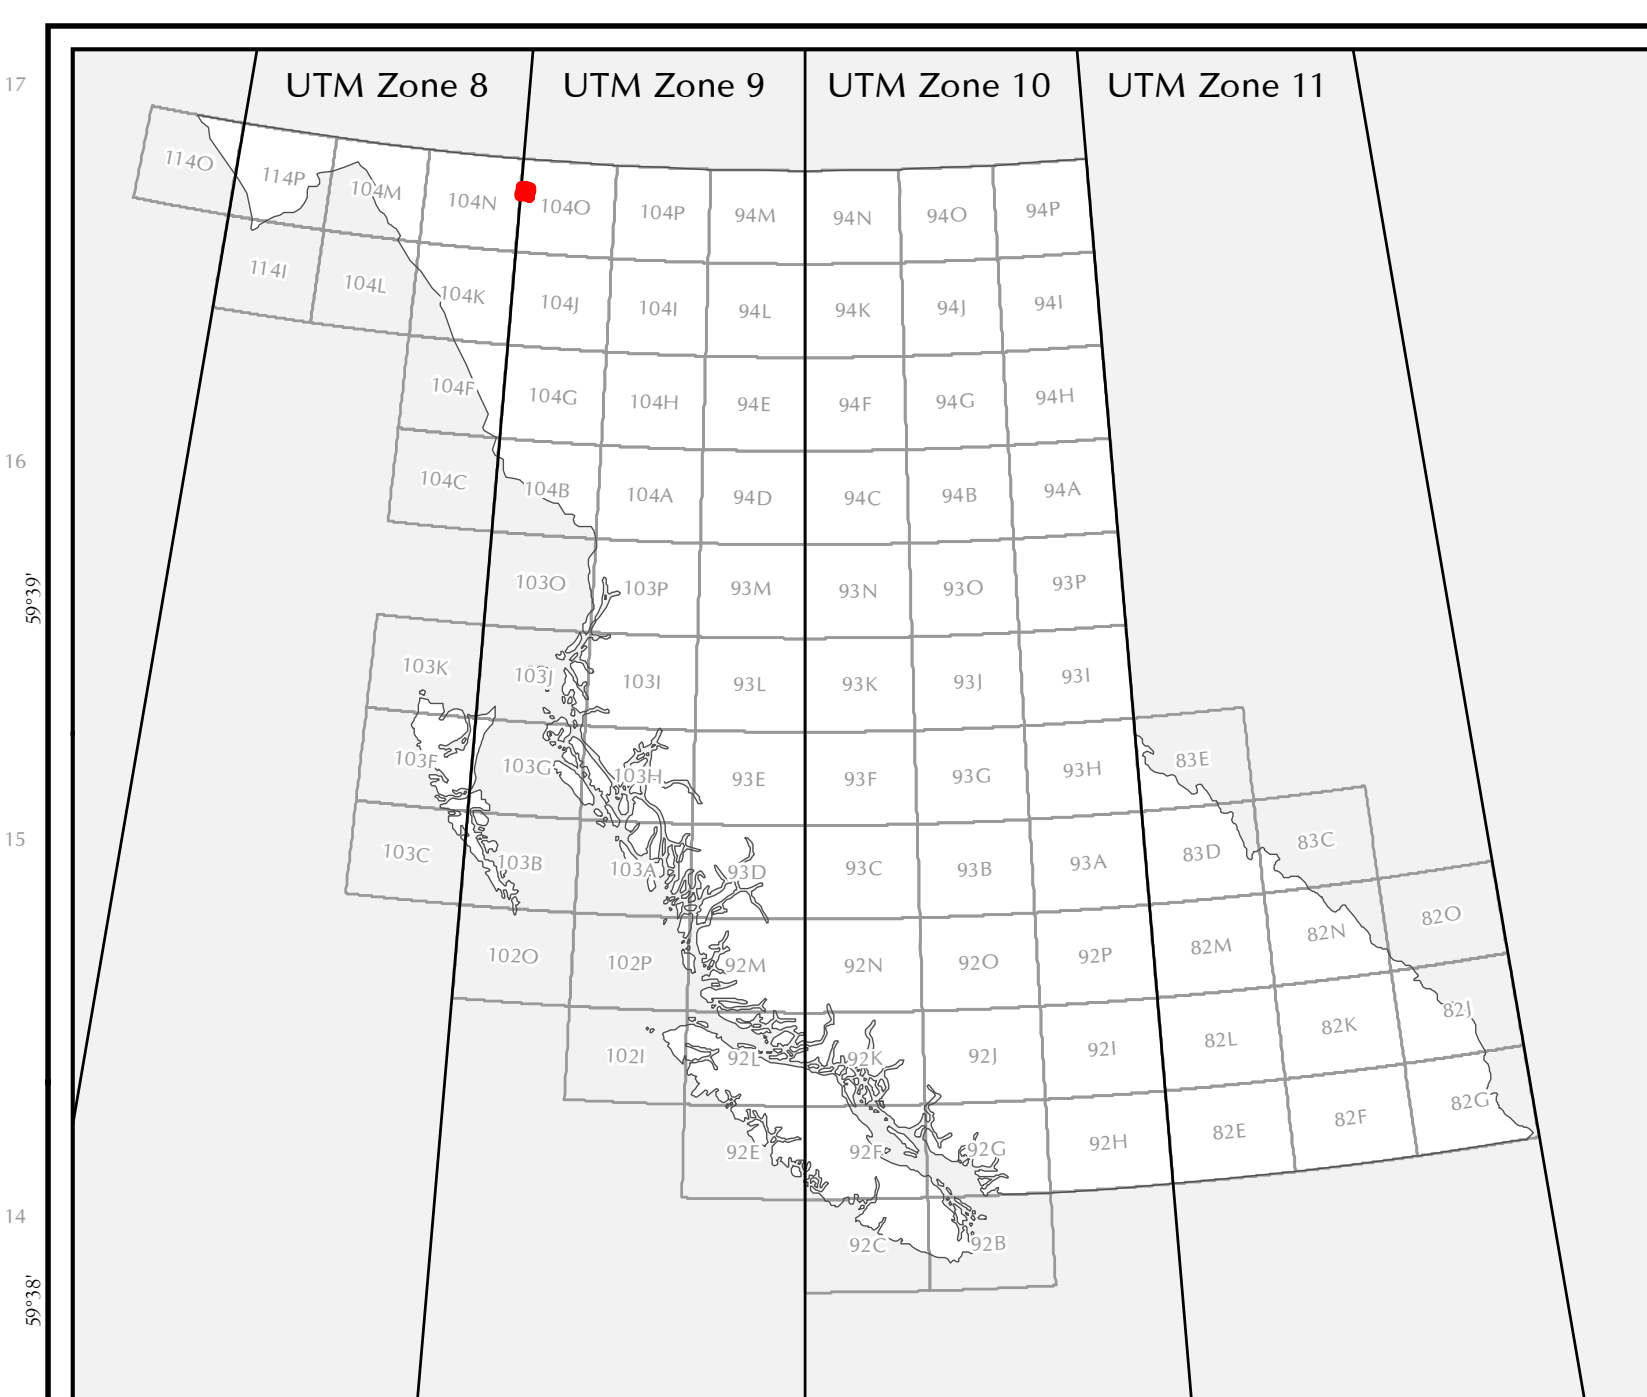 17
UTM Zone 8 UTM Zone 9 UTM Zone 10 UTM Zone 11
114O 114P 104M 104N 104O 104P 94M 94N 94O 94P
114I 104L 104K 104J 104I 94L 94K 94J 94I
104F 104G 104H 94E 94F 94G 94H
16
104C 104B 104A 94D 94C 94B 94A
59°39'
103O 103P 93M 93N 93O 93P
103K 103J 103I 93L 93K 93J 93I
103F 103G 103H 93E 93F 93G 93H 83E
15
103C 103B 103A 93D 93C 93B 93A 83D 83C
102O 102P 92M 92N 92O 92P 82M 82N 82O
102I 92L 92K 92J 92I 82L 82K 82J
92E 92F 92G 92H 82E 82F 82G
14
92C 92B
59°38'